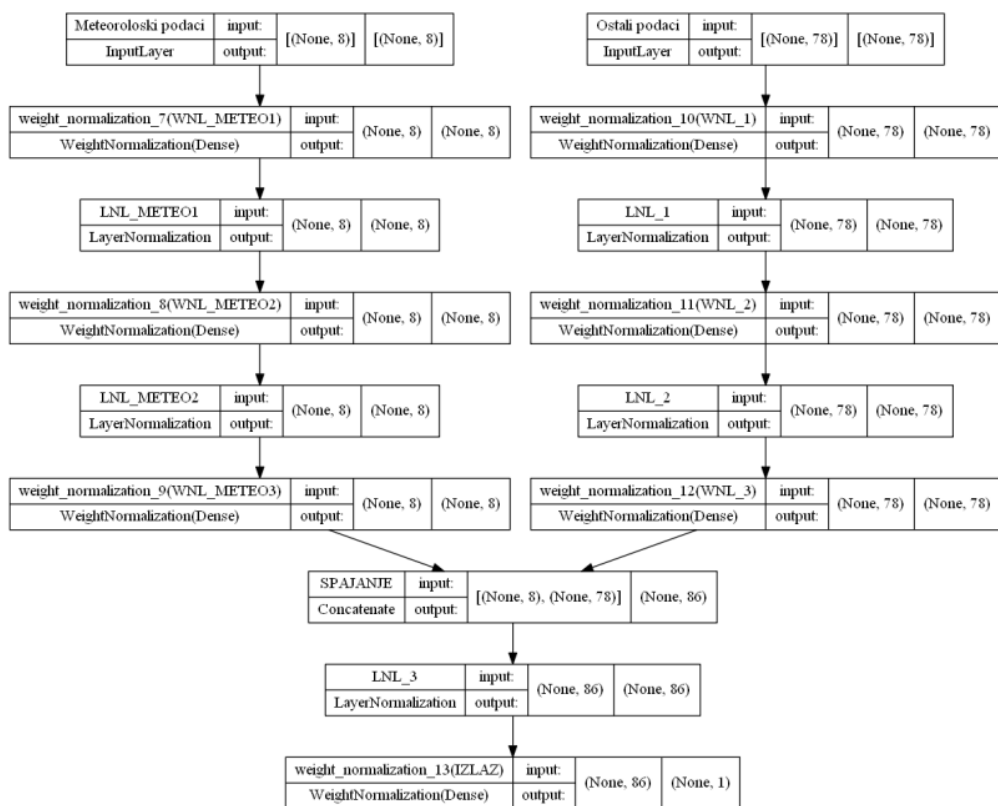 Meteoroloski podaci input: [(None, 8)] [(None, 8)]
InputLayer output:
Ostali podaci input: [(None, 78)] [(None, 78)]
InputLayer output:
weight_normalization_7(WNL_METEO1) input: (None, 8) (None, 8)
WeightNormalization(Dense) output:
weight_normalization_10(WNL_1) input: (None, 78) (None, 78)
WeightNormalization(Dense) output:
LNL_METEO1 input: (None, 8) (None, 8)
LayerNormalization output:
LNL_1 input: (None, 78) (None, 78)
LayerNormalization output:
weight_normalization_8(WNL_METEO2) input: (None, 8) (None, 8)
WeightNormalization(Dense) output:
weight_normalization_11(WNL_2) input: (None, 78) (None, 78)
WeightNormalization(Dense) output:
LNL_METEO2 input: (None, 8) (None, 8)
LayerNormalization output:
LNL_2 input: (None, 78) (None, 78)
LayerNormalization output:
weight_normalization_9(WNL_METEO3) input: (None, 8) (None, 8)
WeightNormalization(Dense) output:
weight_normalization_12(WNL_3) input: (None, 78) (None, 78)
WeightNormalization(Dense) output:
SPAJANJE input: [(None, 8), (None, 78)] (None, 86)
Concatenate output:
LNL_3 input: (None, 86) (None, 86)
LayerNormalization output:
weight_normalization_13(IZLAZ) input: (None, 86) (None, 1)
WeightNormalization(Dense) output: